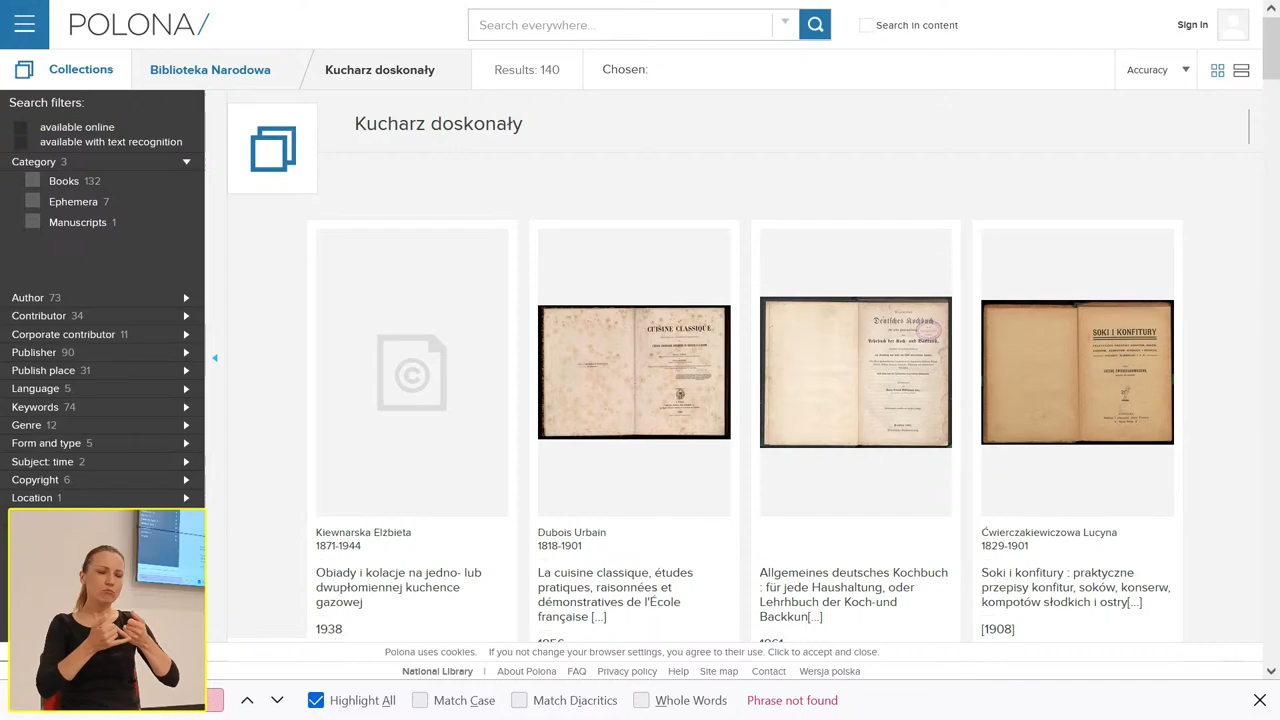 POLONA/
Search everywhere...
Search in content
Sign In
Collections
Biblioteka Narodowa
Kucharz doskonały
Results: 140
Chosen:
Accuracy
Search filters:
available online
available with text recognition
Category 3
Books 132
Ephemera 7
Manuscripts 1
Author 73
Contributor 34
Corporate contributor 11
Publisher 90
Publish place 31
Language 5
Keywords 74
Genre 12
Form and type 5
Subject: time 2
Copyright 6
Location 1
Kucharz doskonały
CUISINE CLASSIQUE
Deutsches Kochbuch
SOKI I KONFITURY
Kiewnarska Elżbieta
1871-1944
Obiady i kolacje na jedno- lub
dwupłomiennej kuchence
gazowej
1938
Dubois Urbain
1818-1901
La cuisine classique, études
pratiques, raisonnées et
démonstratives de l'École
française [...]
1856
Allgemeines deutsches Kochbuch
: für jede Haushaltung, oder
Lehrhbuch der Koch-und
Backkun[...]
1861
Ćwierczakiewiczowa Lucyna
1829-1901
Soki i konfitury : praktyczne
przepisy konfitur, soków, konserw,
kompotów słodkich i ostry[...]
[1908]
Polona uses cookies. If you not change your browser settings, you agree to their use. Click to accept and close.
National Library | About Polona FAQ Privacy policy Help Site map Contact Wersja polska
Highlight All Match Case Match Diacritics Whole Words Phrase not found